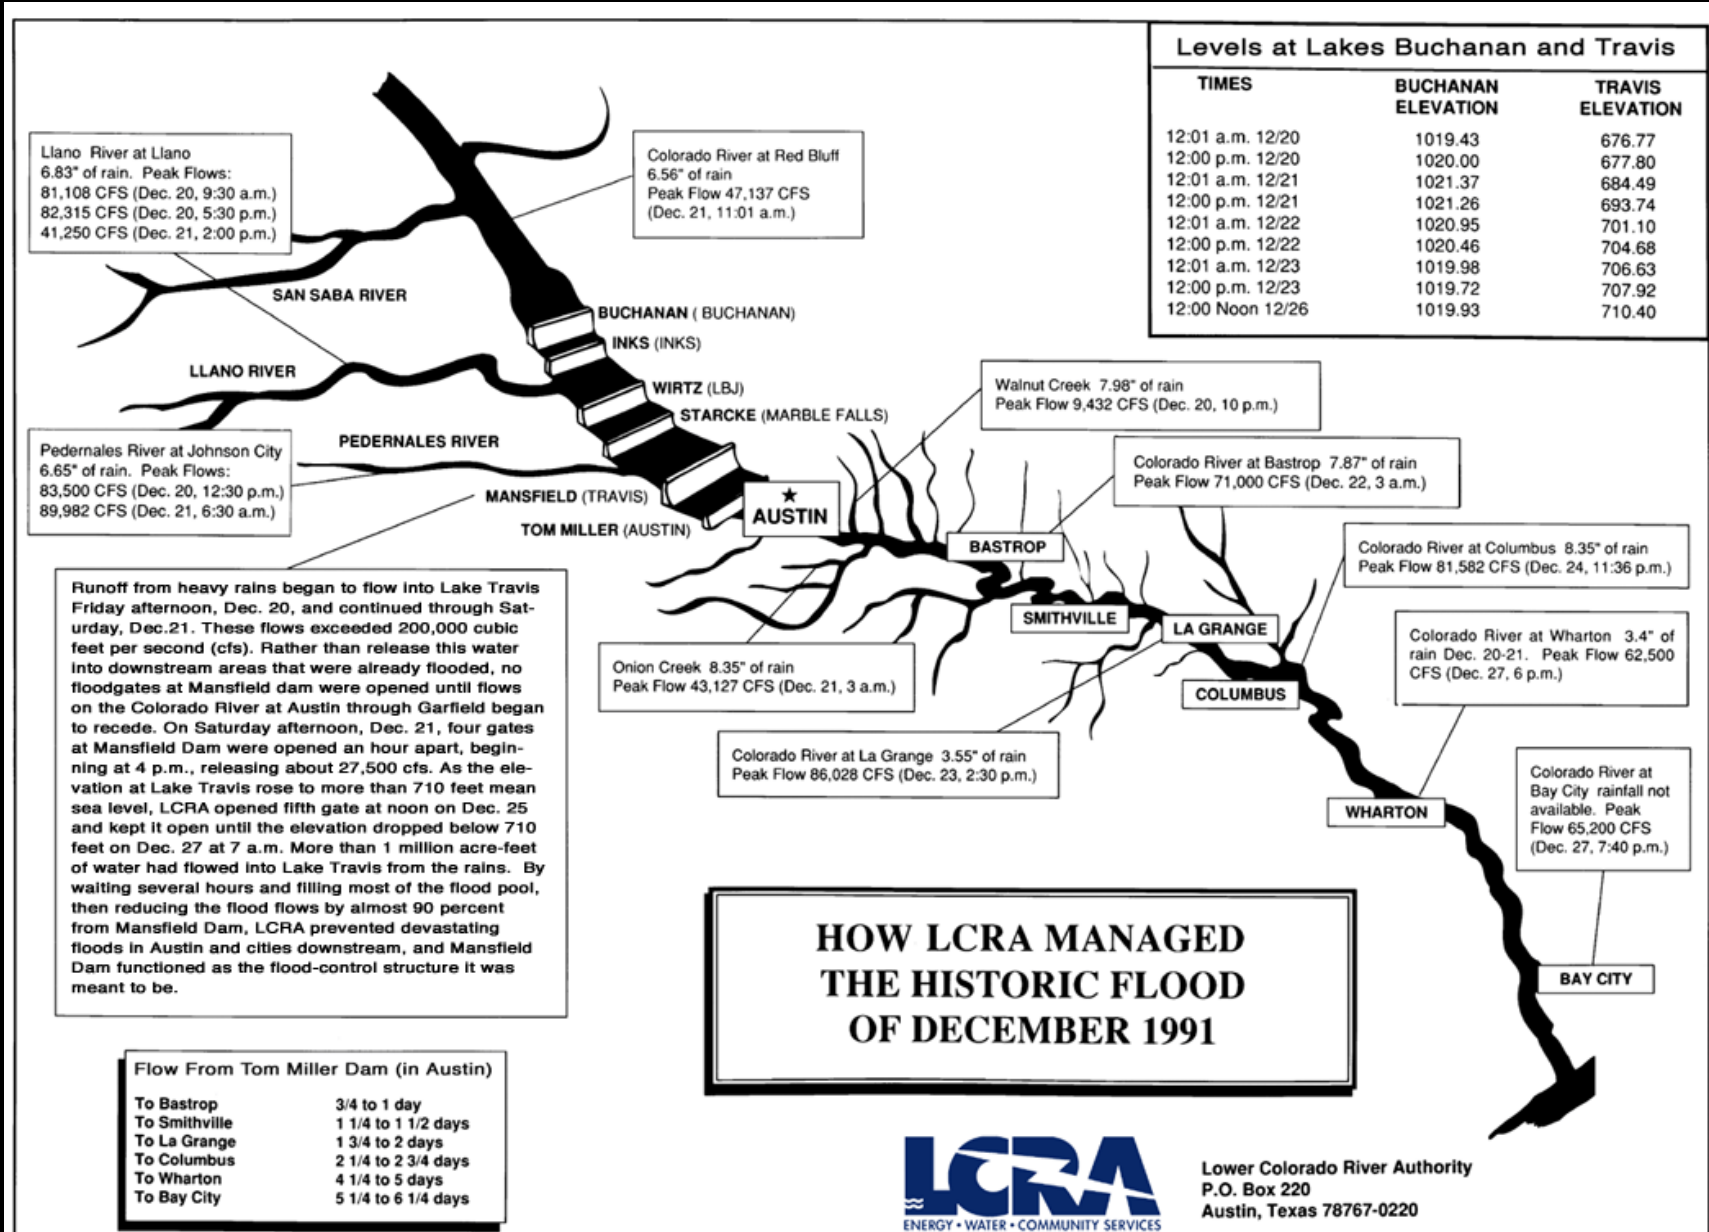 Levels at Lakes Buchanan and Travis
TIMES BUCHANAN ELEVATION TRAVIS ELEVATION
12:01 a.m. 12/20 1019.43 676.77
12:00 p.m. 12/20 1020.00 677.80
12:01 a.m. 12/21 1021.37 684.49
12:00 p.m. 12/21 1021.26 693.74
12:01 a.m. 12/22 1020.95 701.10
12:00 p.m. 12/22 1020.46 704.68
12:01 a.m. 12/23 1019.98 706.63
12:00 p.m. 12/23 1019.72 707.92
12:00 Noon 12/26 1019.93 710.40
Llano River at Llano
6.83" of rain. Peak Flows:
81,108 CFS (Dec. 20, 9:30 a.m.)
82,315 CFS (Dec. 20, 5:30 p.m.)
41,250 CFS (Dec. 21, 2:00 p.m.)
Colorado River at Red Bluff
6.56" of rain
Peak Flow 47,137 CFS
(Dec. 21, 11:01 a.m.)
SAN SABA RIVER
BUCHANAN ( BUCHANAN)
INKS (INKS)
LLANO RIVER
WIRTZ (LBJ)
STARCKE (MARBLE FALLS)
Pedernales River at Johnson City
6.65" of rain. Peak Flows:
83,500 CFS (Dec. 20, 12:30 p.m.)
89,982 CFS (Dec. 21, 6:30 a.m.)
PEDERNALES RIVER
MANSFIELD (TRAVIS)
TOM MILLER (AUSTIN)
AUSTIN
Walnut Creek 7.98" of rain
Peak Flow 9,432 CFS (Dec. 20, 10 p.m.)
Colorado River at Bastrop 7.87" of rain
Peak Flow 71,000 CFS (Dec. 22, 3 a.m.)
BASTROP
Colorado River at Columbus 8.35" of rain
Peak Flow 81,582 CFS (Dec. 24, 11:36 p.m.)
SMITHVILLE
LA GRANGE
COLUMBUS
Colorado River at Wharton 3.4" of
rain Dec. 20-21. Peak Flow 62,500
CFS (Dec. 27, 6 p.m.)
Onion Creek 8.35" of rain
Peak Flow 43,127 CFS (Dec. 21, 3 a.m.)
Colorado River at La Grange 3.55" of rain
Peak Flow 86,028 CFS (Dec. 23, 2:30 p.m.)
WHARTON
Colorado River at
Bay City rainfall not
available. Peak
Flow 65,200 CFS
(Dec. 27, 7:40 p.m.)
BAY CITY
Runoff from heavy rains began to flow into Lake Travis
Friday afternoon, Dec. 20, and continued through Sat-
urday, Dec.21. These flows exceeded 200,000 cubic
feet per second (cfs). Rather than release this water
into downstream areas that were already flooded, no
floodgates at Mansfield dam were opened until flows
on the Colorado River at Austin through Garfield began
to recede. On Saturday afternoon, Dec. 21, four gates
at Mansfield Dam were opened an hour apart, begin-
ning at 4 p.m., releasing about 27,500 cfs. As the ele-
vation at Lake Travis rose to more than 710 feet mean
sea level, LCRA opened fifth gate at noon on Dec. 25
and kept it open until the elevation dropped below 710
feet on Dec. 27 at 7 a.m. More than 1 million acre-feet
of water had flowed into Lake Travis from the rains. By
waiting several hours and filling most of the flood pool,
then reducing the flood flows by almost 90 percent
from Mansfield Dam, LCRA prevented devastating
floods in Austin and cities downstream, and Mansfield
Dam functioned as the flood-control structure it was
meant to be.
HOW LCRA MANAGED
THE HISTORIC FLOOD
OF DECEMBER 1991
Flow From Tom Miller Dam (in Austin)
To Bastrop 3/4 to 1 day
To Smithville 1 1/4 to 1 1/2 days
To La Grange 1 3/4 to 2 days
To Columbus 2 1/4 to 2 3/4 days
To Wharton 4 1/4 to 5 days
To Bay City 5 1/4 to 6 1/4 days
LCRA
ENERGY • WATER • COMMUNITY SERVICES
Lower Colorado River Authority
P.O. Box 220
Austin, Texas 78767-0220